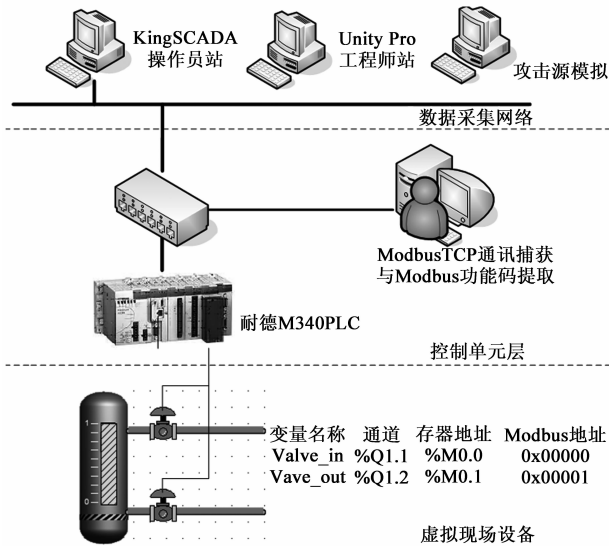 KingSCADA
操作员站
Unity Pro
工程师站
攻击源模拟
数据采集网络
ModbusTCP通讯捕获
与Modbus功能码提取
耐德M340PLC
控制单元层
1
0
变量名称 通道 存器地址 Modbus地址
Valve_in %Q1.1 %M0.0 0x00000
Vave_out %Q1.2 %M0.1 0x00001
虚拟现场设备